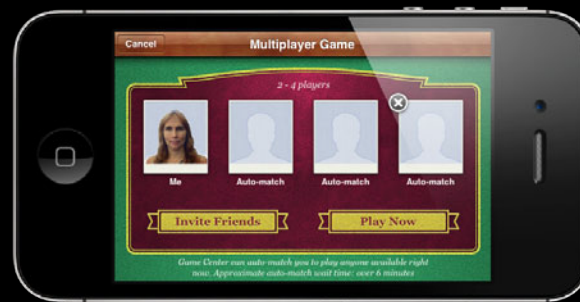 Cancel
Multiplayer Game
2 - 4 players
Me
Auto-match
Auto-match
Auto-match
Invite Friends
Play Now
Game Center can auto-match you to play anyone available right
now. Approximate auto-match wait time: over 6 minutes